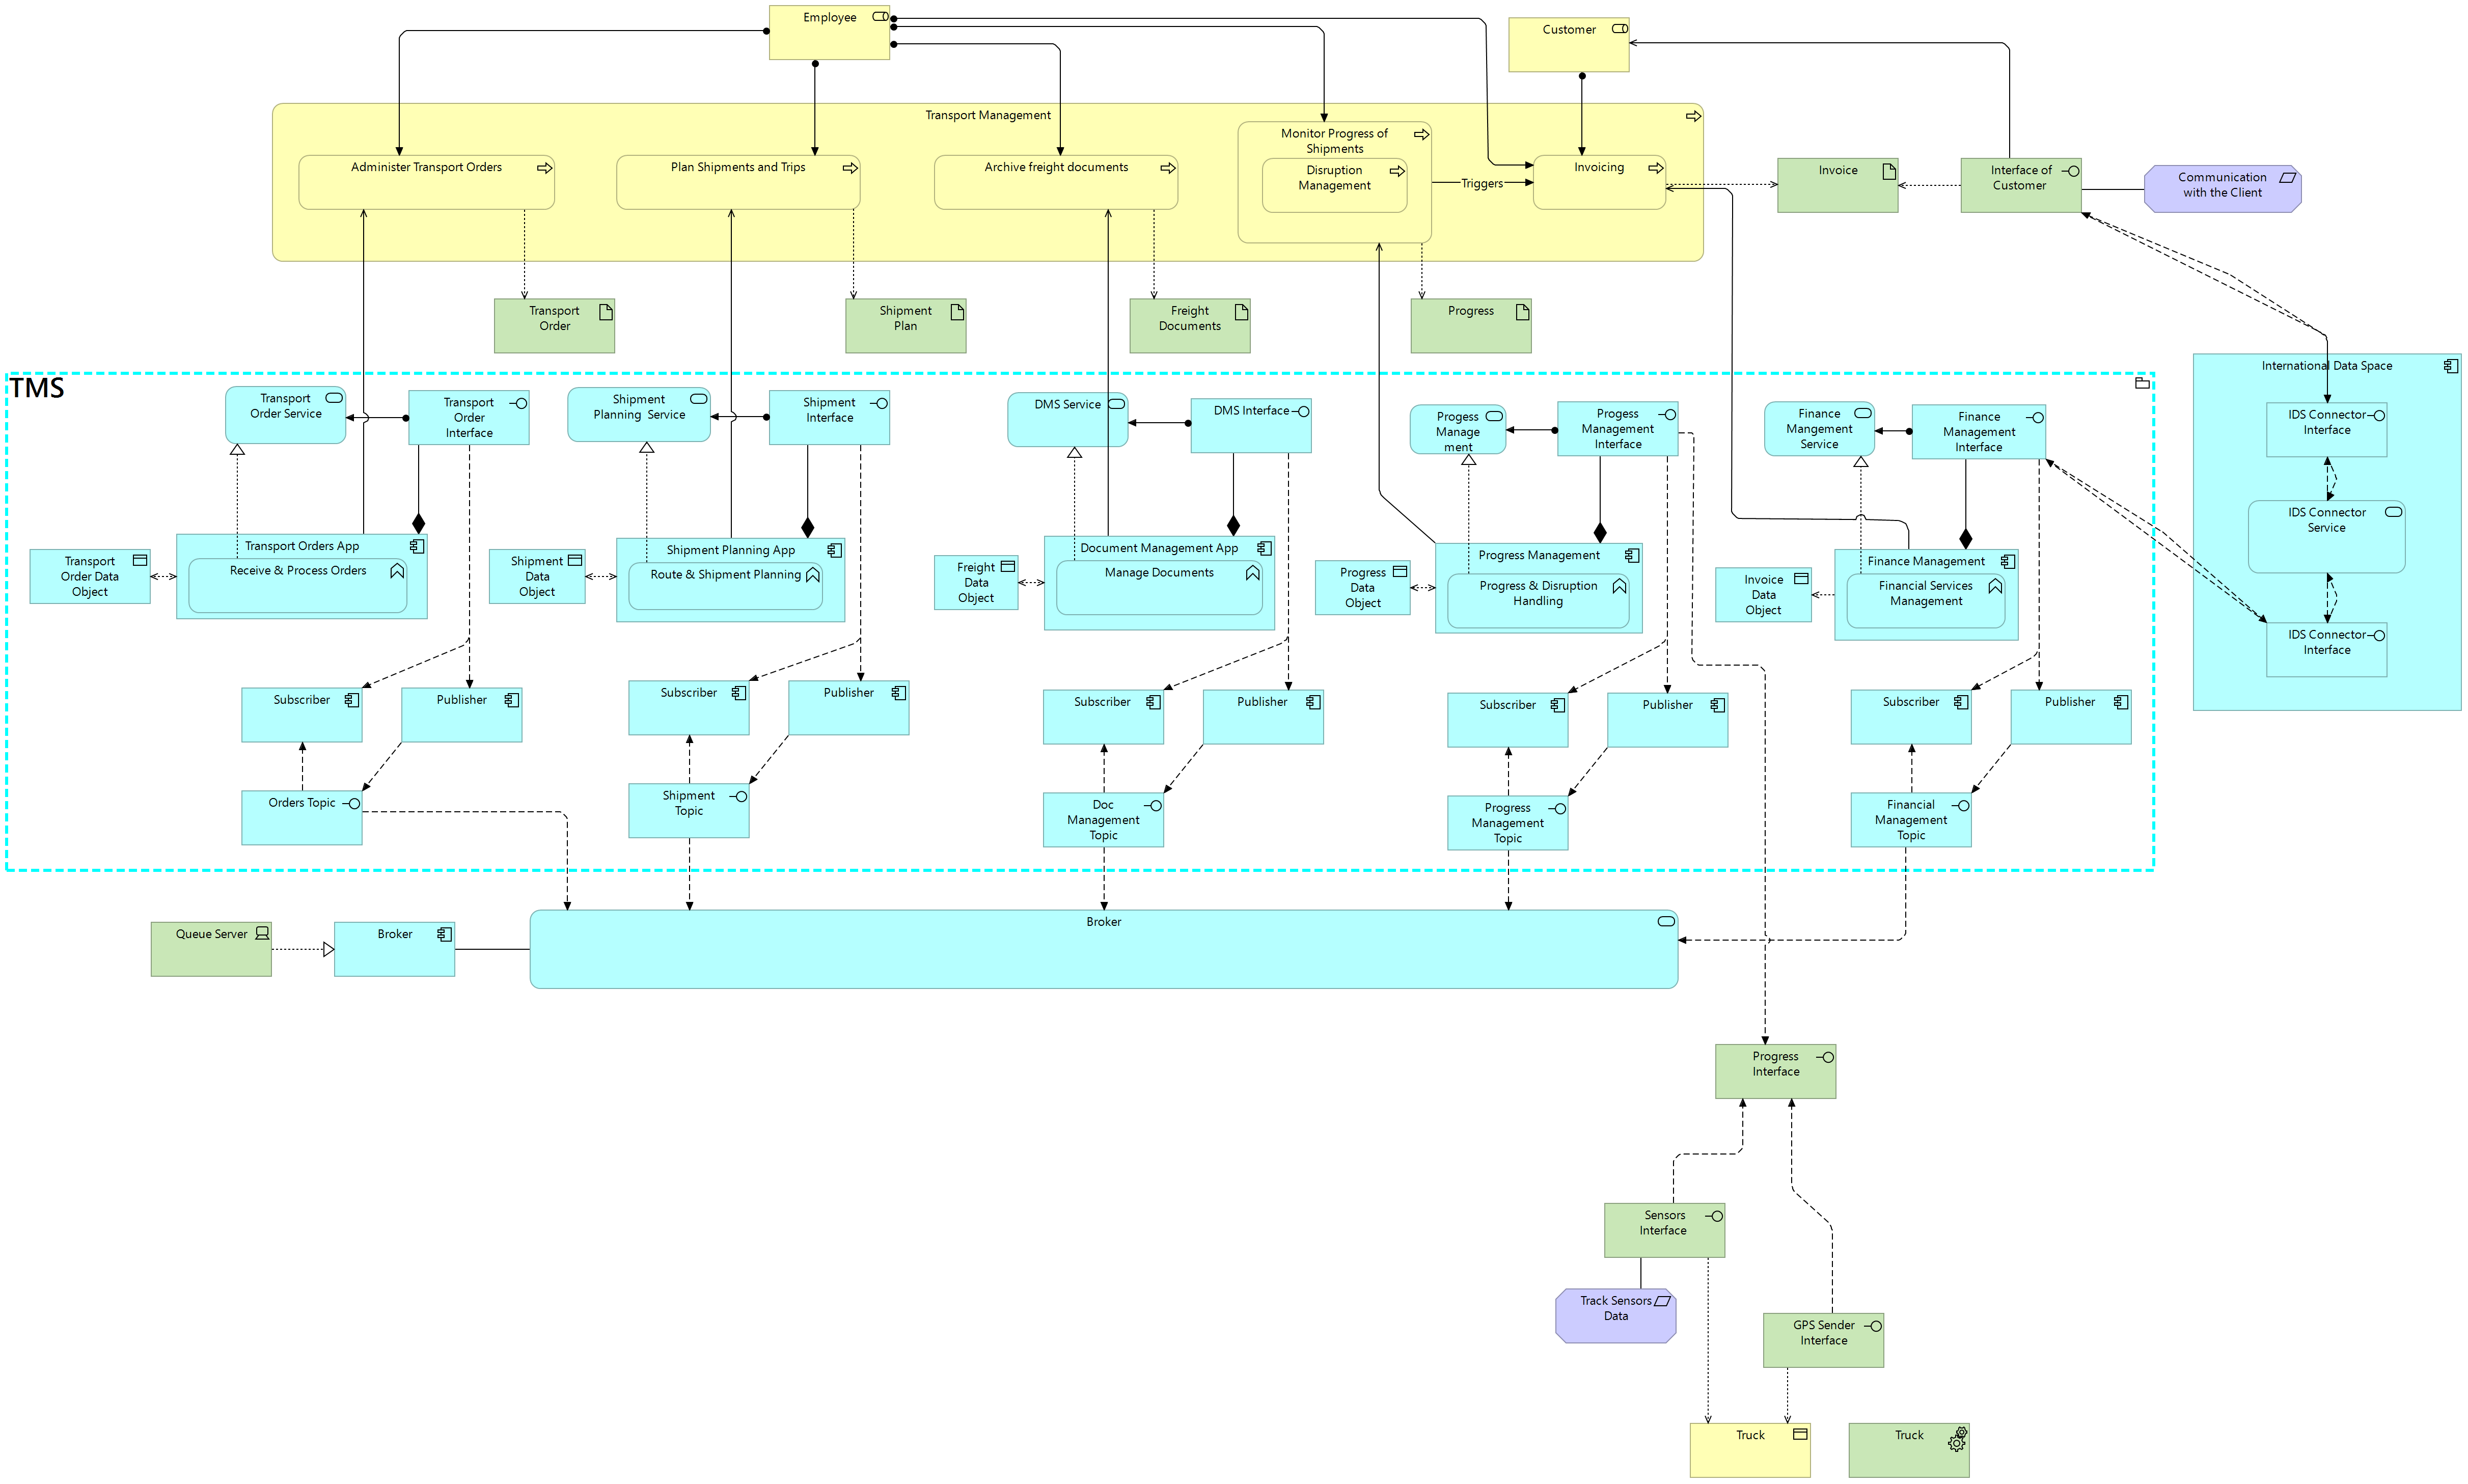 Employee
Customer
Transport Management
Administer Transport Orders
Plan Shipments and Trips
Archive freight documents
Monitor Progress of
Shipments
Disruption
Management
Triggers
Invoicing
Invoice
Interface of
Customer
Communication
with the Client
Transport
Order
Shipment
Plan
Freight
Documents
Progress
TMS
Transport
Order Service
Transport
Order
Interface
Shipment
Planning Service
Shipment
Interface
DMS Service
DMS Interface
Progess
Manage
ment
Progess
Management
Interface
Finance
Mangement
Service
Finance
Management
Interface
International Data Space
IDS Connector
Interface
IDS Connector
Service
IDS Connector
Interface
Transport
Order Data
Object
Transport Orders App
Receive & Process Orders
Shipment
Data
Object
Shipment Planning App
Route & Shipment Planning
Freight
Data
Object
Document Management App
Manage Documents
Progress
Data
Object
Progress Management
Progress & Disruption
Handling
Invoice
Data
Object
Finance Management
Financial Services
Management
Subscriber
Publisher
Subscriber
Publisher
Subscriber
Publisher
Subscriber
Publisher
Subscriber
Publisher
Orders Topic
Shipment
Topic
Doc
Management
Topic
Progress
Management
Topic
Financial
Management
Topic
Queue Server
Broker
Broker
Progress
Interface
Sensors
Interface
Track Sensors
Data
GPS Sender
Interface
Truck
Truck